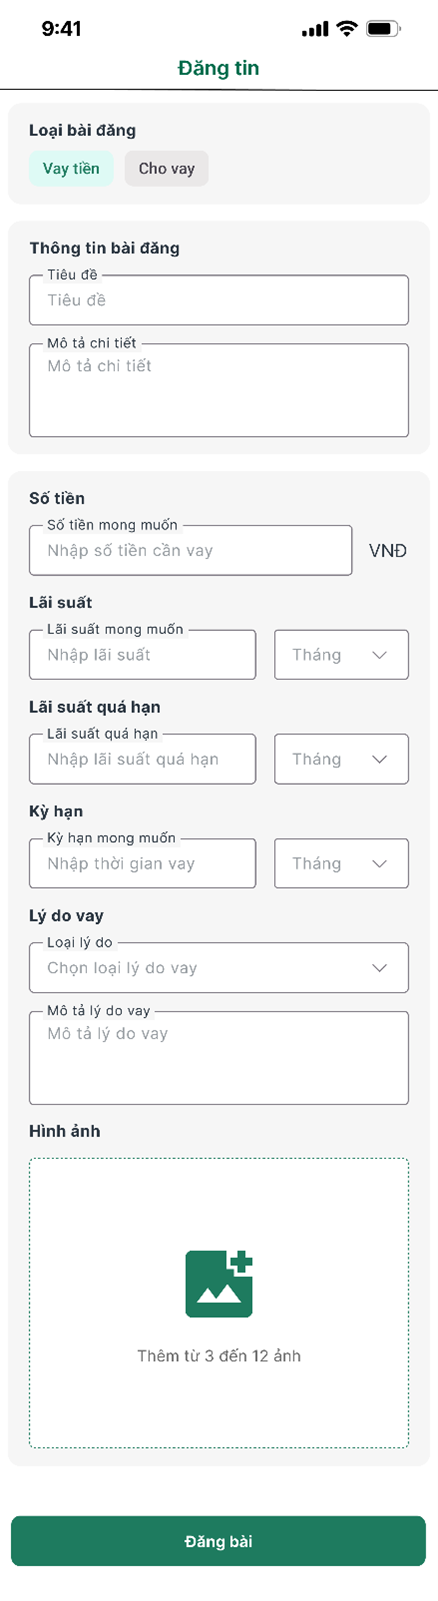 9:41
Đăng tin
Loại bài đăng
Vay tiền
Cho vay
Thông tin bài đăng
Tiêu đề
Tiêu đề
Mô tả chi tiết
Mô tả chi tiết
Số tiền
Số tiền mong muốn
Nhập số tiền cần vay
VNĐ
Lãi suất
Lãi suất mong muốn
Nhập lãi suất
Tháng
Lãi suất quá hạn
Lãi suất quá hạn
Nhập lãi suất quá hạn
Tháng
Kỳ hạn
Kỳ hạn mong muốn
Nhập thời gian vay
Tháng
Lý do vay
Loại lý do
Chọn loại lý do vay
Mô tả lý do vay
Mô tả lý do vay
Hình ảnh
Thêm từ 3 đến 12 ảnh
Đăng bài